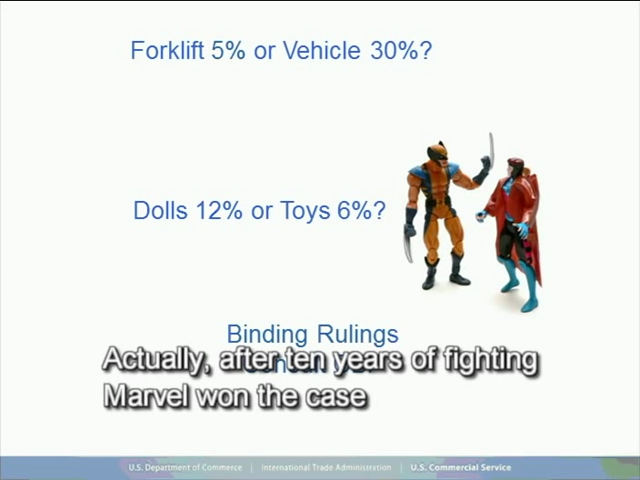 Forklift 5% or Vehicle 30%?
Dolls 12% or Toys 6%?
Binding Rulings
Actually, after ten years of fighting
Marvel won the case
U.S. Department of Commerce | International Trade Administration | U.S. Commercial Service